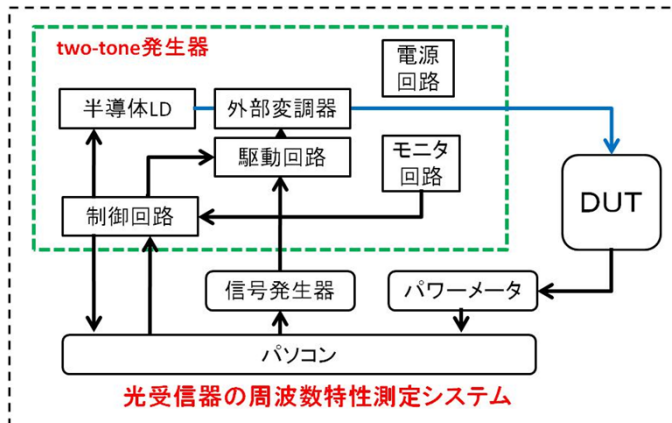 two-tone発生器
電源
回路
半導体LD
外部変調器
駆動回路
モニタ
回路
DUT
制御回路
信号発生器
パワーメータ
パソコン
光受信器の周波数特性測定システム